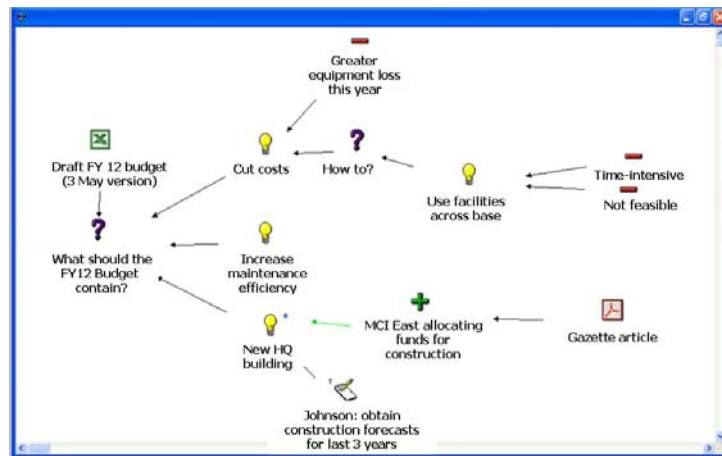 Greater
equipment loss
this year
Draft FY 12 budget
(3 May version)
Cut costs
How to?
Use facilities
across base
Time-intensive
Not feasible
What should the
FY12 Budget
contain?
Increase
maintenance
efficiency
New HQ
building
MCI East allocating
funds for
construction
Gazette article
T
Johnson: obtain
construction forecasts
for last 3 years